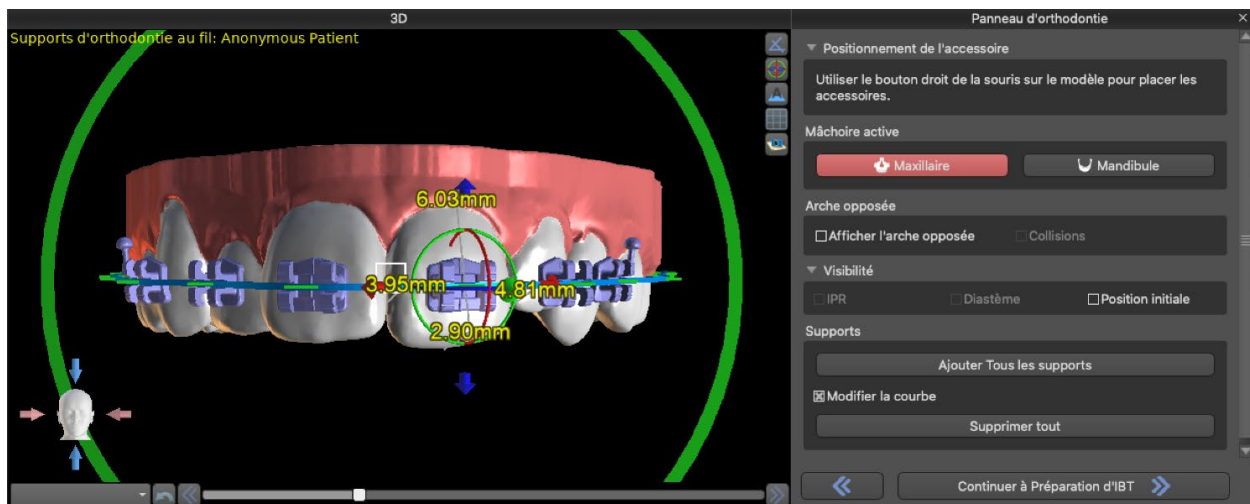 3D
Supports d'orthodontie au fil: Anonymous Patient
6.03mm
3.95mm
4.81mm
2.90mm
Panneau d'orthodontie
Positionnement de l'accessoire
Utiliser le bouton droit de la souris sur le modèle pour placer les
accessoires.
Mâchoire active
Maxillaire
Mandibule
Arche opposée
Afficher l'arche opposée
Collisions
Visibilité
IPR
Diastème
Position initiale
Supports
Ajouter Tous les supports
Modifier la courbe
Supprimer tout
Continuer à Préparation d'IBT